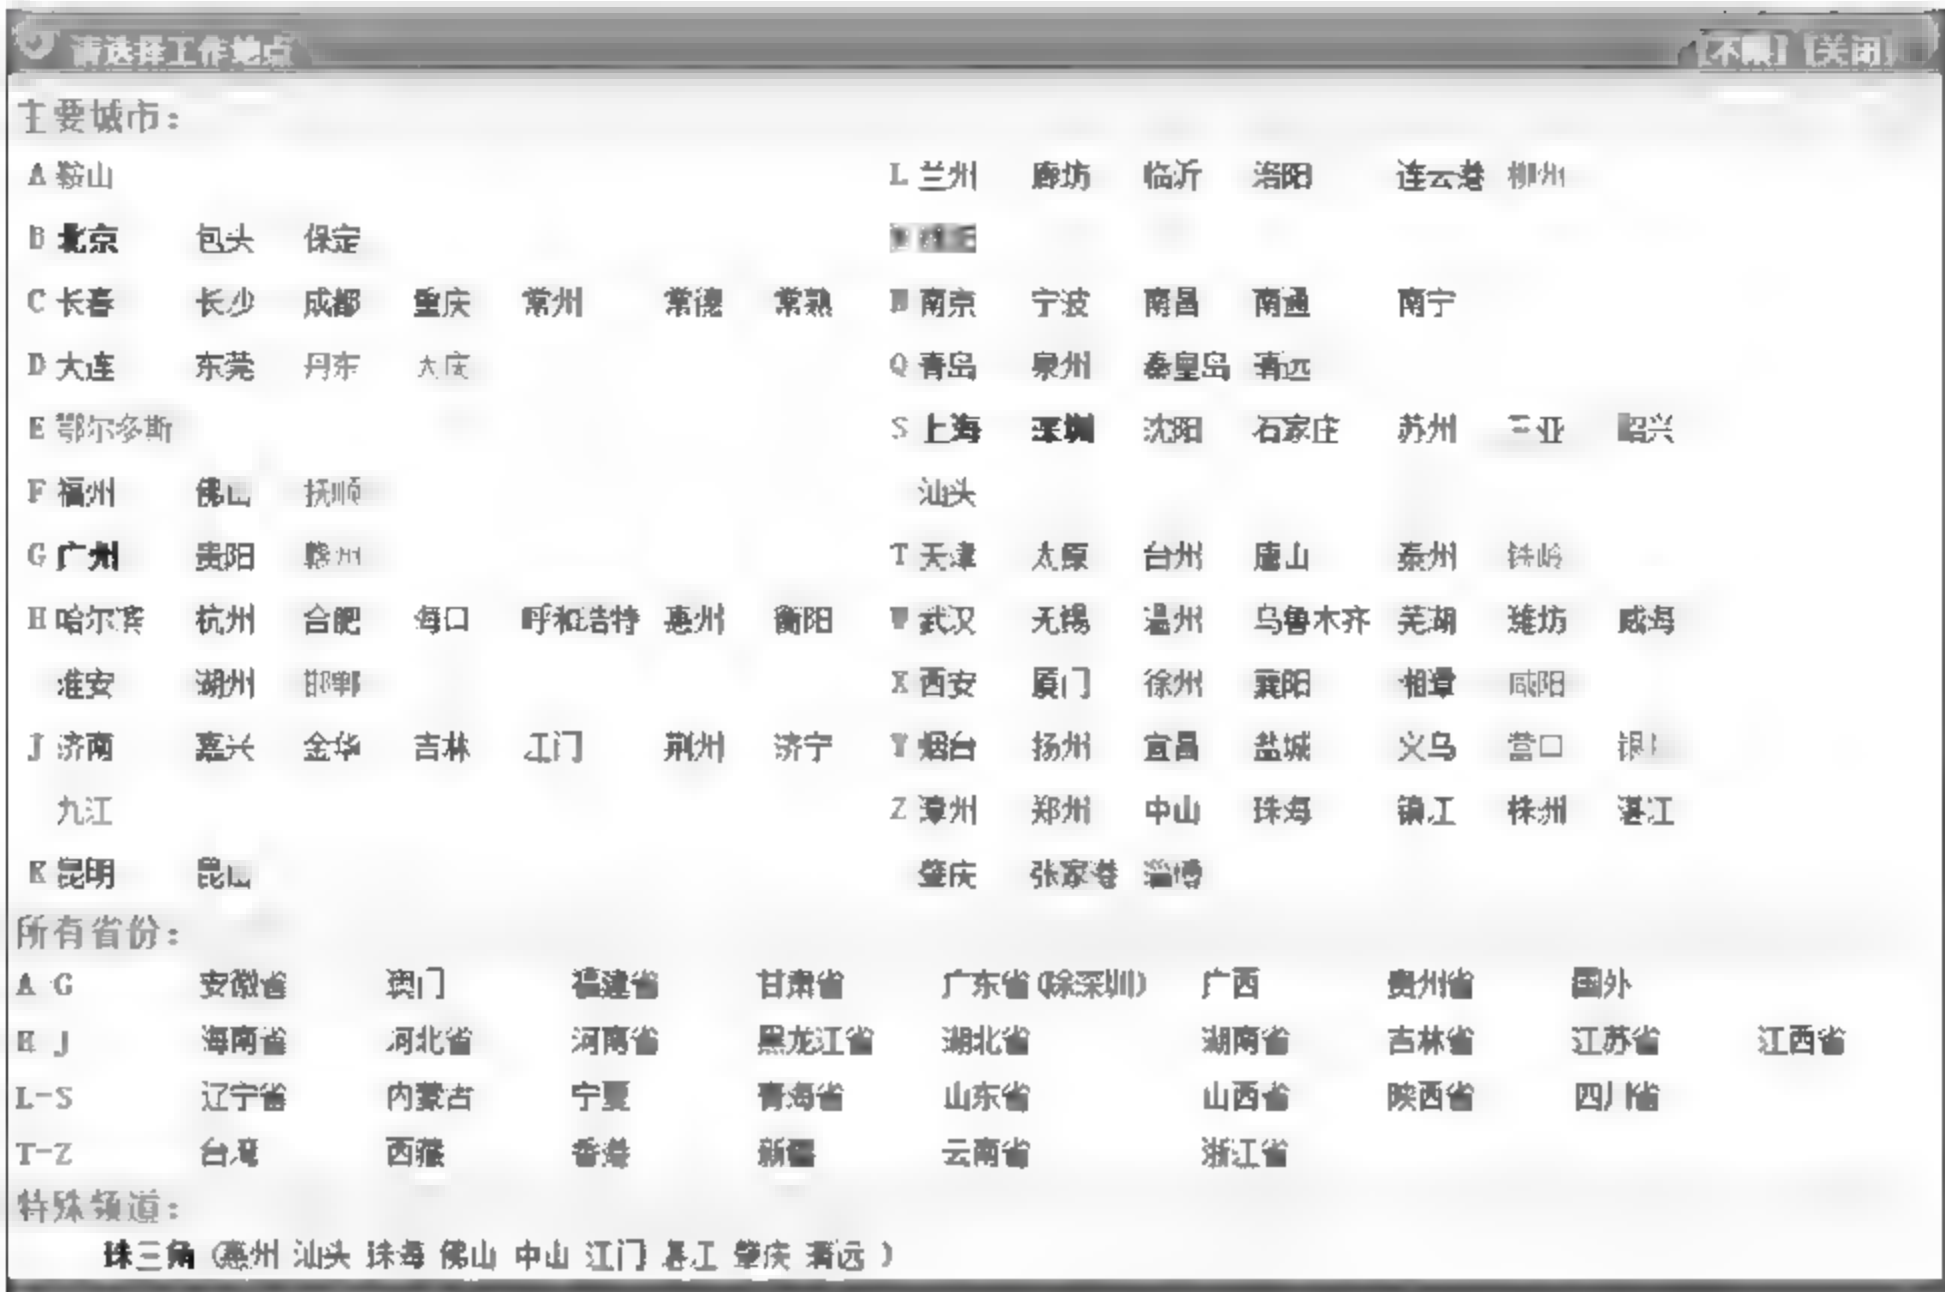 请选择工作地点 [不限] [关闭]
主要城市：
A 鞍山
B 北京 包头 保定
C 长春 长沙 成都 重庆 常州 常德 常熟
D 大连 东莞 丹东 大庆
E 鄂尔多斯
F 福州 佛山 抚顺
G 广州 贵阳 赣州
H 哈尔滨 杭州 合肥 海口 呼和浩特 惠州 衡阳
淮安 湖州 邯郸
J 济南 嘉兴 金华 吉林 江门 荆州 济宁
九江
K 昆明 昆山
L 兰州 廊坊 临沂 洛阳 连云港 柳州
N 南京 宁波 南昌 南通 南宁
Q 青岛 泉州 秦皇岛 清远
S 上海 深圳 沈阳 石家庄 苏州 三亚 绍兴
汕头
T 天津 太原 台州 唐山 泰州 铁岭
W 武汉 无锡 温州 乌鲁木齐 芜湖 潍坊 威海
X 西安 厦门 徐州 襄阳 湘潭 咸阳
Y 烟台 扬州 宜昌 盐城 义乌 营口 银川
Z 漳州 郑州 中山 珠海 镇江 株州 湛江
肇庆 张家港 淄博
所有省份：
A-G 安徽省 澳门 福建省 甘肃省 广东省(除深圳) 广西 贵州省 国外
H-J 海南省 河北省 河南省 黑龙江省 湖北省 湖南省 吉林省 江苏省 江西省
L-S 辽宁省 内蒙古 宁夏 青海省 山东省 山西省 陕西省 四川省
T-Z 台湾 西藏 香港 新疆 云南省 浙江省
特殊频道：
珠三角 (惠州 汕头 珠海 佛山 中山 江门 湛江 肇庆 清远 )